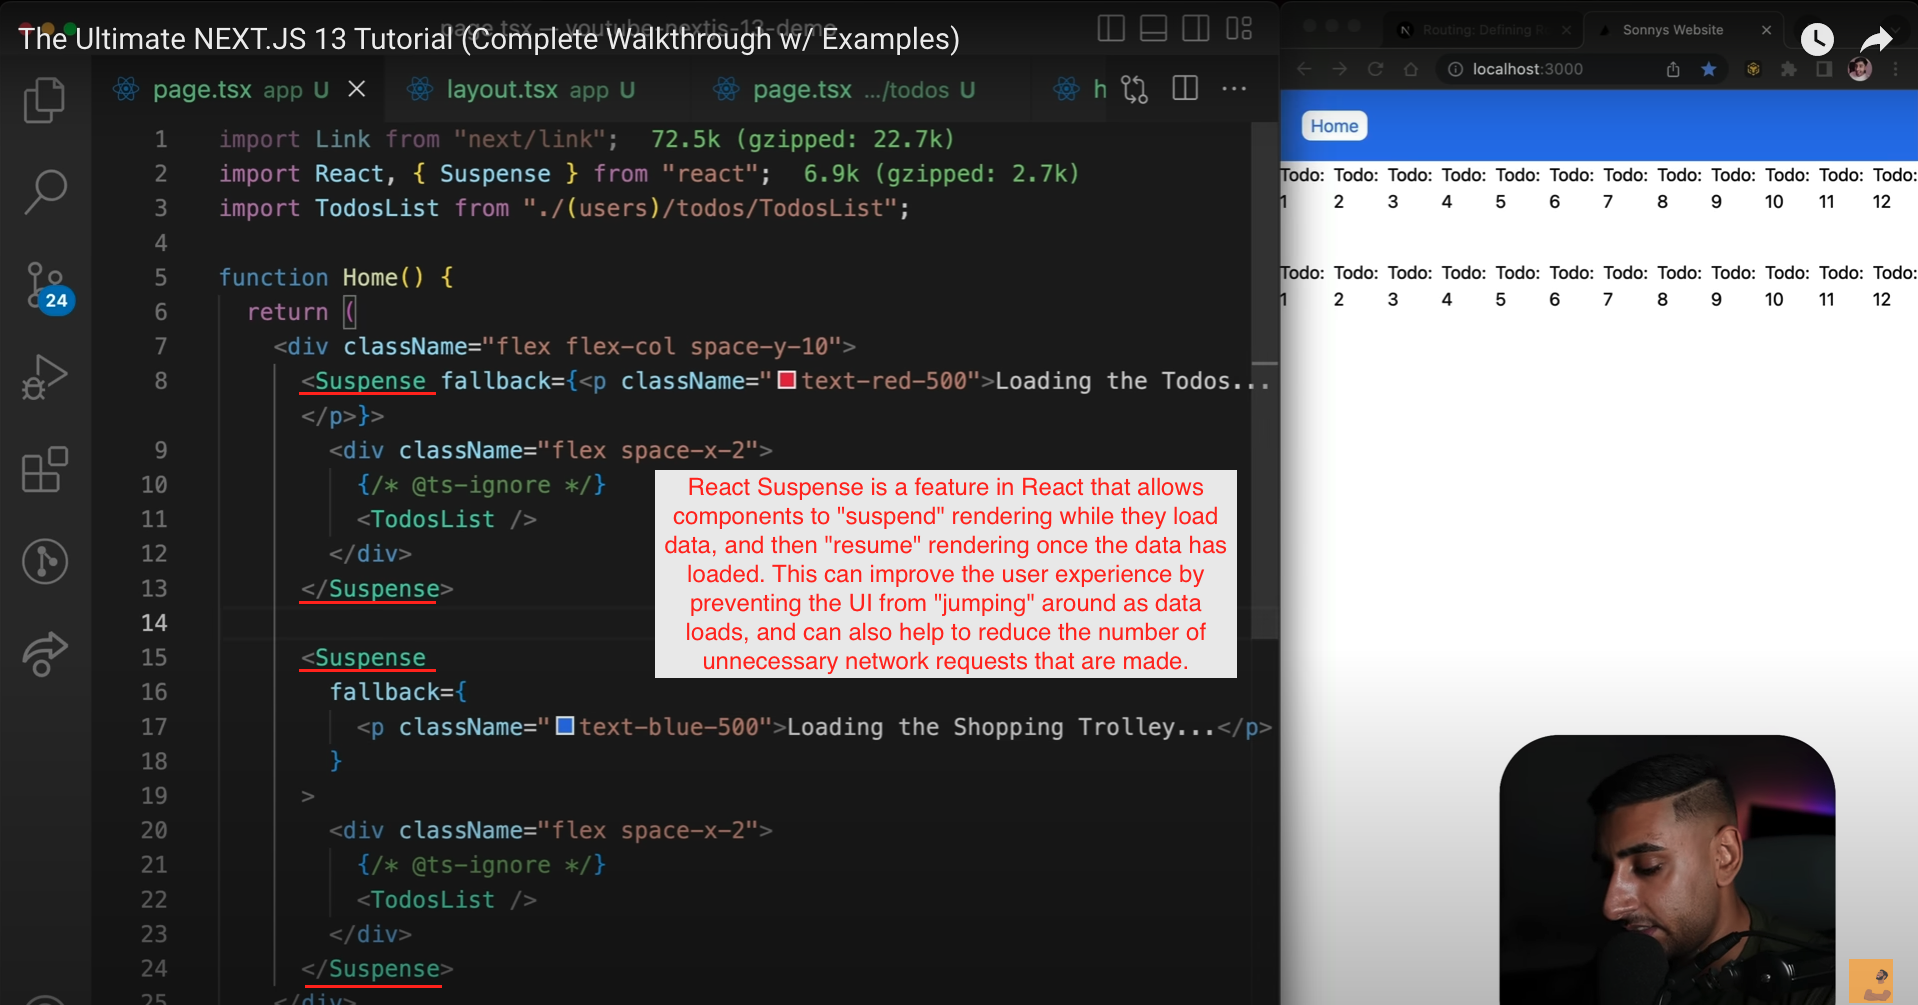 The Ultimate NEXT.JS 13 Tutorial (Complete Walkthrough w/ Examples)
page.tsx — youtube-nextjs-13-demo
page.tsx app U
layout.tsx app U
page.tsx .../todos U
h
1 import Link from "next/link"; 72.5k (gzipped: 22.7k)
2 import React, { Suspense } from "react"; 6.9k (gzipped: 2.7k)
3 import TodosList from "./(users)/todos/TodosList";
4
5 function Home() {
6 return (
7 <div className="flex flex-col space-y-10">
8 <Suspense fallback={<p className="text-red-500">Loading the Todos...
</p>}>
9 <div className="flex space-x-2">
10 {/* @ts-ignore */}
11 <TodosList />
12 </div>
13 </Suspense>
14
15 <Suspense
16 fallback={
17 <p className="text-blue-500">Loading the Shopping Trolley...</p>
18 }
19 >
20 <div className="flex space-x-2">
21 {/* @ts-ignore */}
22 <TodosList />
23 </div>
24 </Suspense>
25 </div>
24
React Suspense is a feature in React that allows
components to "suspend" rendering while they load
data, and then "resume" rendering once the data has
loaded. This can improve the user experience by
preventing the UI from "jumping" around as data
loads, and can also help to reduce the number of
unnecessary network requests that are made.
Routing: Defining R
Sonnys Website
localhost:3000
Home
Todo: Todo: Todo: Todo: Todo: Todo: Todo: Todo: Todo: Todo: Todo: Todo:
1 2 3 4 5 6 7 8 9 10 11 12
Todo: Todo: Todo: Todo: Todo: Todo: Todo: Todo: Todo: Todo: Todo: Todo:
1 2 3 4 5 6 7 8 9 10 11 12